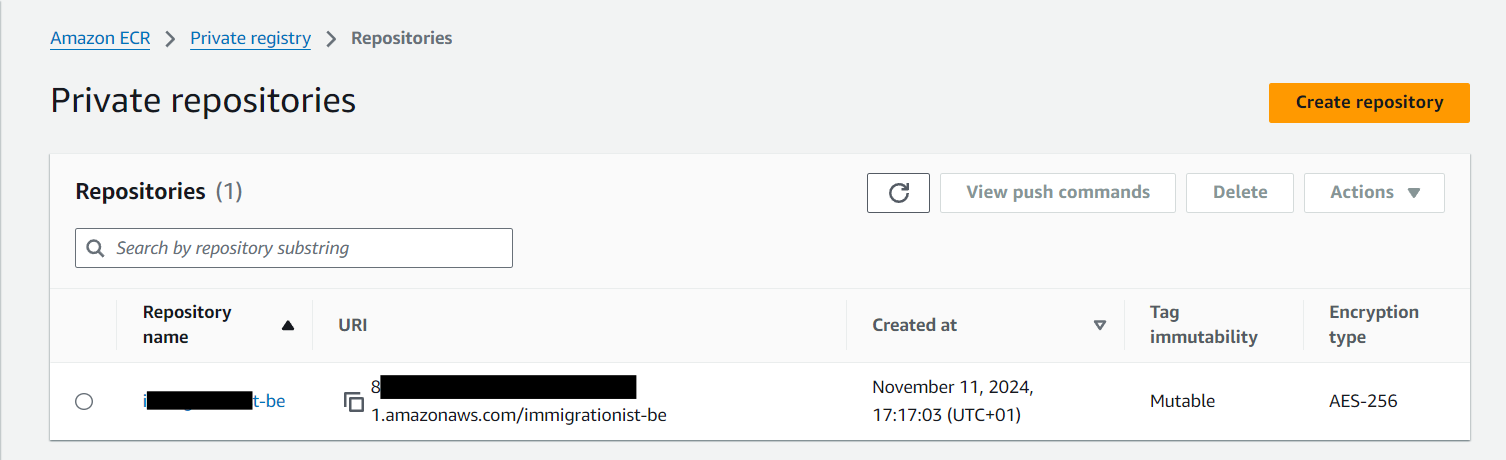 Amazon ECR > Private registry > Repositories
Private repositories
Create repository
Repositories (1)
View push commands
Delete
Actions
Search by repository substring
Repository name
URI
Created at
Tag immutability
Encryption type
i t-be
8
1.amazonaws.com/immigrationist-be
November 11, 2024,
17:17:03 (UTC+01)
Mutable
AES-256